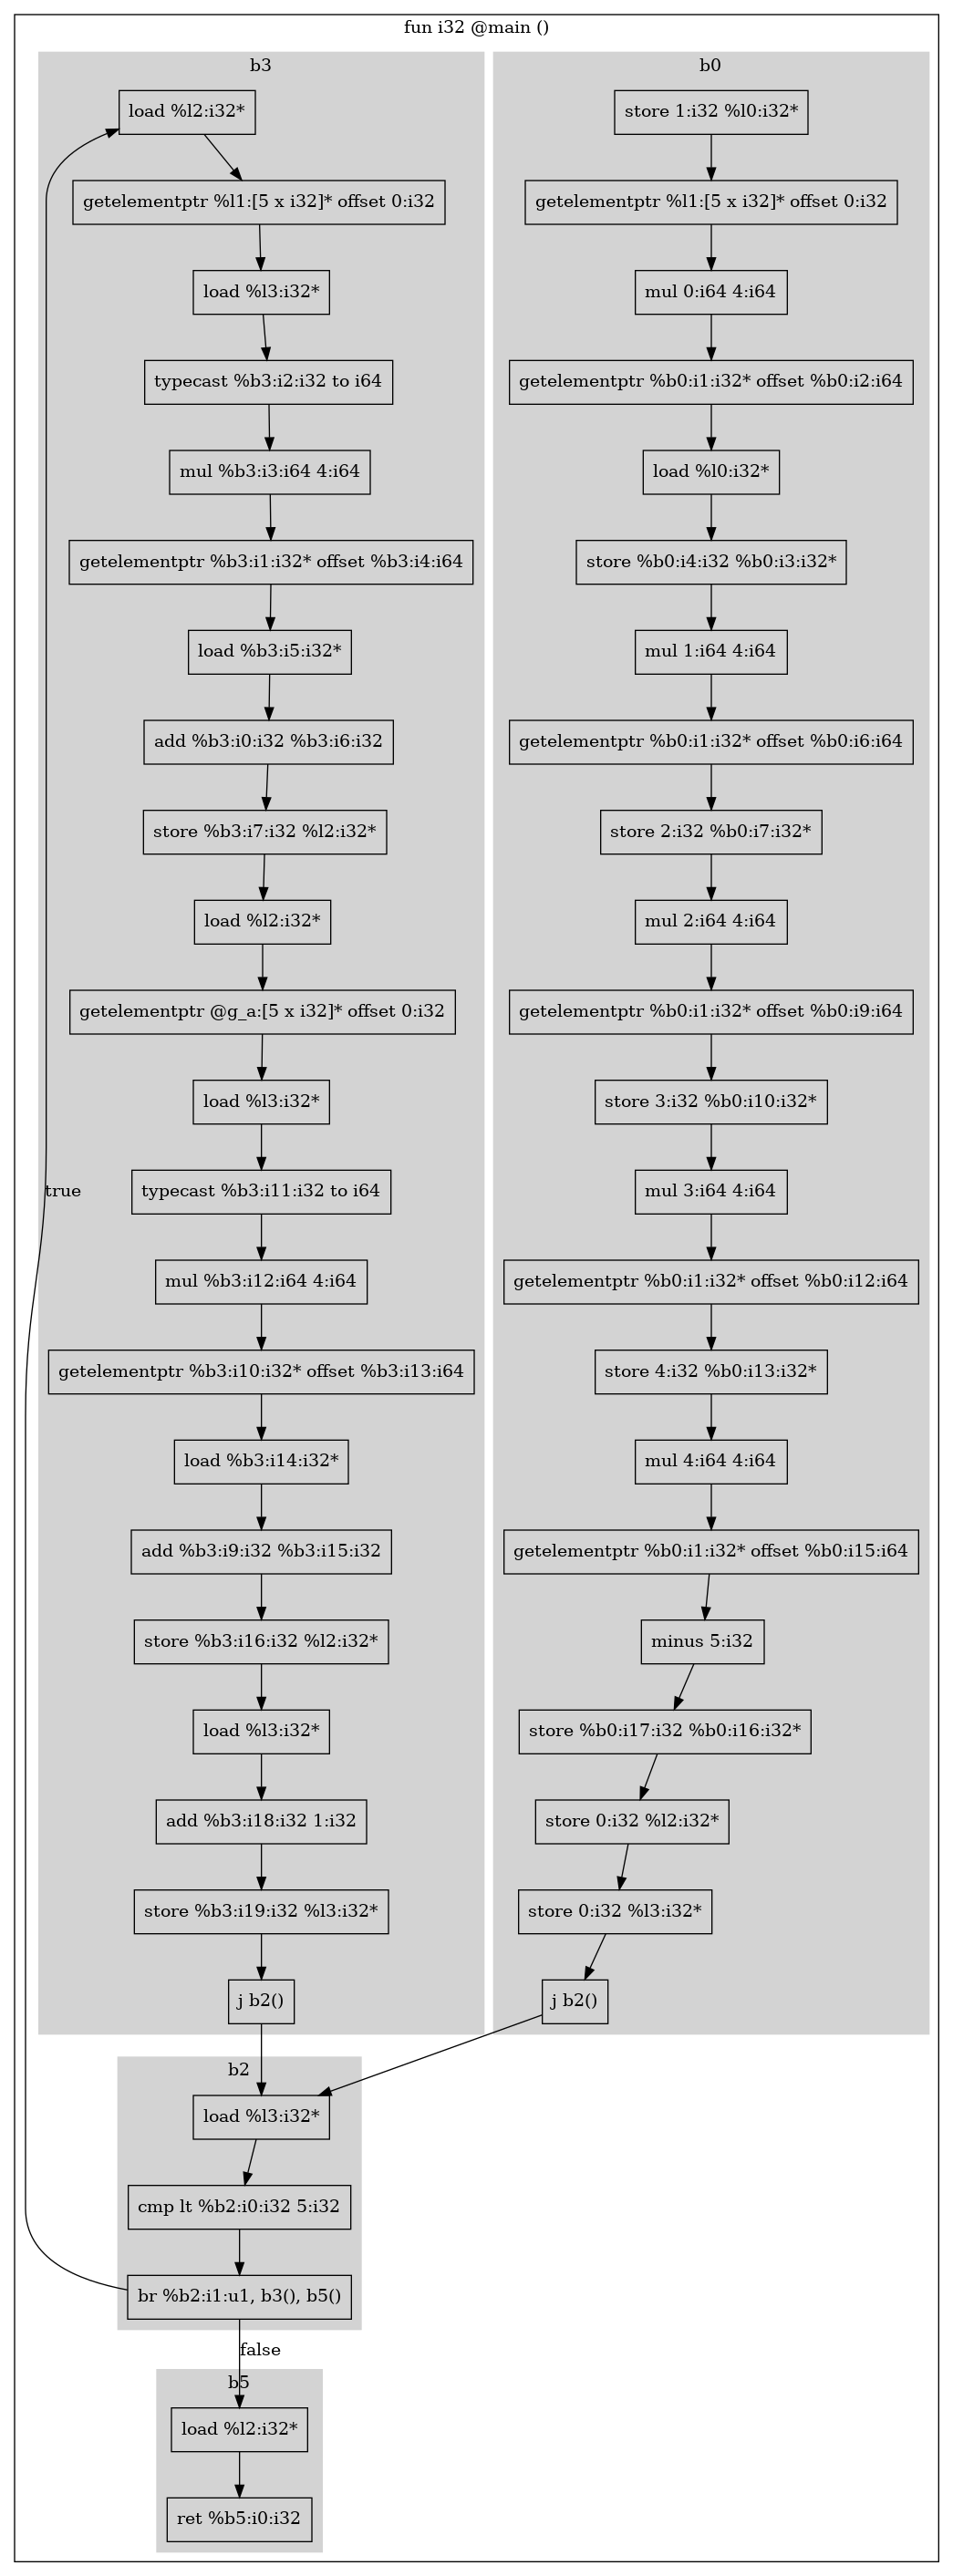 fun i32 @main ()
b3
load %l2:i32*
getelementptr %l1:[5 x i32]* offset 0:i32
load %l3:i32*
typecast %b3:i2:i32 to i64
mul %b3:i3:i64 4:i64
getelementptr %b3:i1:i32* offset %b3:i4:i64
load %b3:i5:i32*
add %b3:i0:i32 %b3:i6:i32
store %b3:i7:i32 %l2:i32*
load %l2:i32*
getelementptr @g_a:[5 x i32]* offset 0:i32
load %l3:i32*
typecast %b3:i11:i32 to i64
mul %b3:i12:i64 4:i64
getelementptr %b3:i10:i32* offset %b3:i13:i64
load %b3:i14:i32*
add %b3:i9:i32 %b3:i15:i32
store %b3:i16:i32 %l2:i32*
load %l3:i32*
add %b3:i18:i32 1:i32
store %b3:i19:i32 %l3:i32*
j b2()
b0
store 1:i32 %l0:i32*
getelementptr %l1:[5 x i32]* offset 0:i32
mul 0:i64 4:i64
getelementptr %b0:i1:i32* offset %b0:i2:i64
load %l0:i32*
store %b0:i4:i32 %b0:i3:i32*
mul 1:i64 4:i64
getelementptr %b0:i1:i32* offset %b0:i6:i64
store 2:i32 %b0:i7:i32*
mul 2:i64 4:i64
getelementptr %b0:i1:i32* offset %b0:i9:i64
store 3:i32 %b0:i10:i32*
mul 3:i64 4:i64
getelementptr %b0:i1:i32* offset %b0:i12:i64
store 4:i32 %b0:i13:i32*
mul 4:i64 4:i64
getelementptr %b0:i1:i32* offset %b0:i15:i64
minus 5:i32
store %b0:i17:i32 %b0:i16:i32*
store 0:i32 %l2:i32*
store 0:i32 %l3:i32*
j b2()
true
b2
load %l3:i32*
cmp lt %b2:i0:i32 5:i32
br %b2:i1:u1, b3(), b5()
false
b5
load %l2:i32*
ret %b5:i0:i32